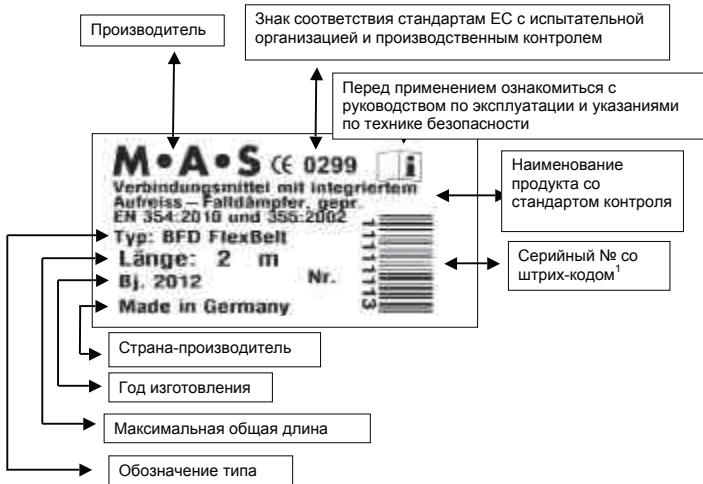 Производитель
Знак соответствия стандартам ЕС с испытательной
организацией и производственным контролем
Перед применением ознакомиться с
руководством по эксплуатации и указаниями
по технике безопасности
M•A•S CE 0299 i
Verbindungsmittel mit integriertem
Aufreiss – Falldämpfer, gepr.
EN 354:2010 und 355:2002
Typ: BFD FlexBelt
Länge: 2 m
Bj. 2012 Nr.
Made in Germany
11111113
Наименование
продукта со
стандартом контроля
Серийный № со
штрих-кодом¹
Страна-производитель
Год изготовления
Максимальная общая длина
Обозначение типа